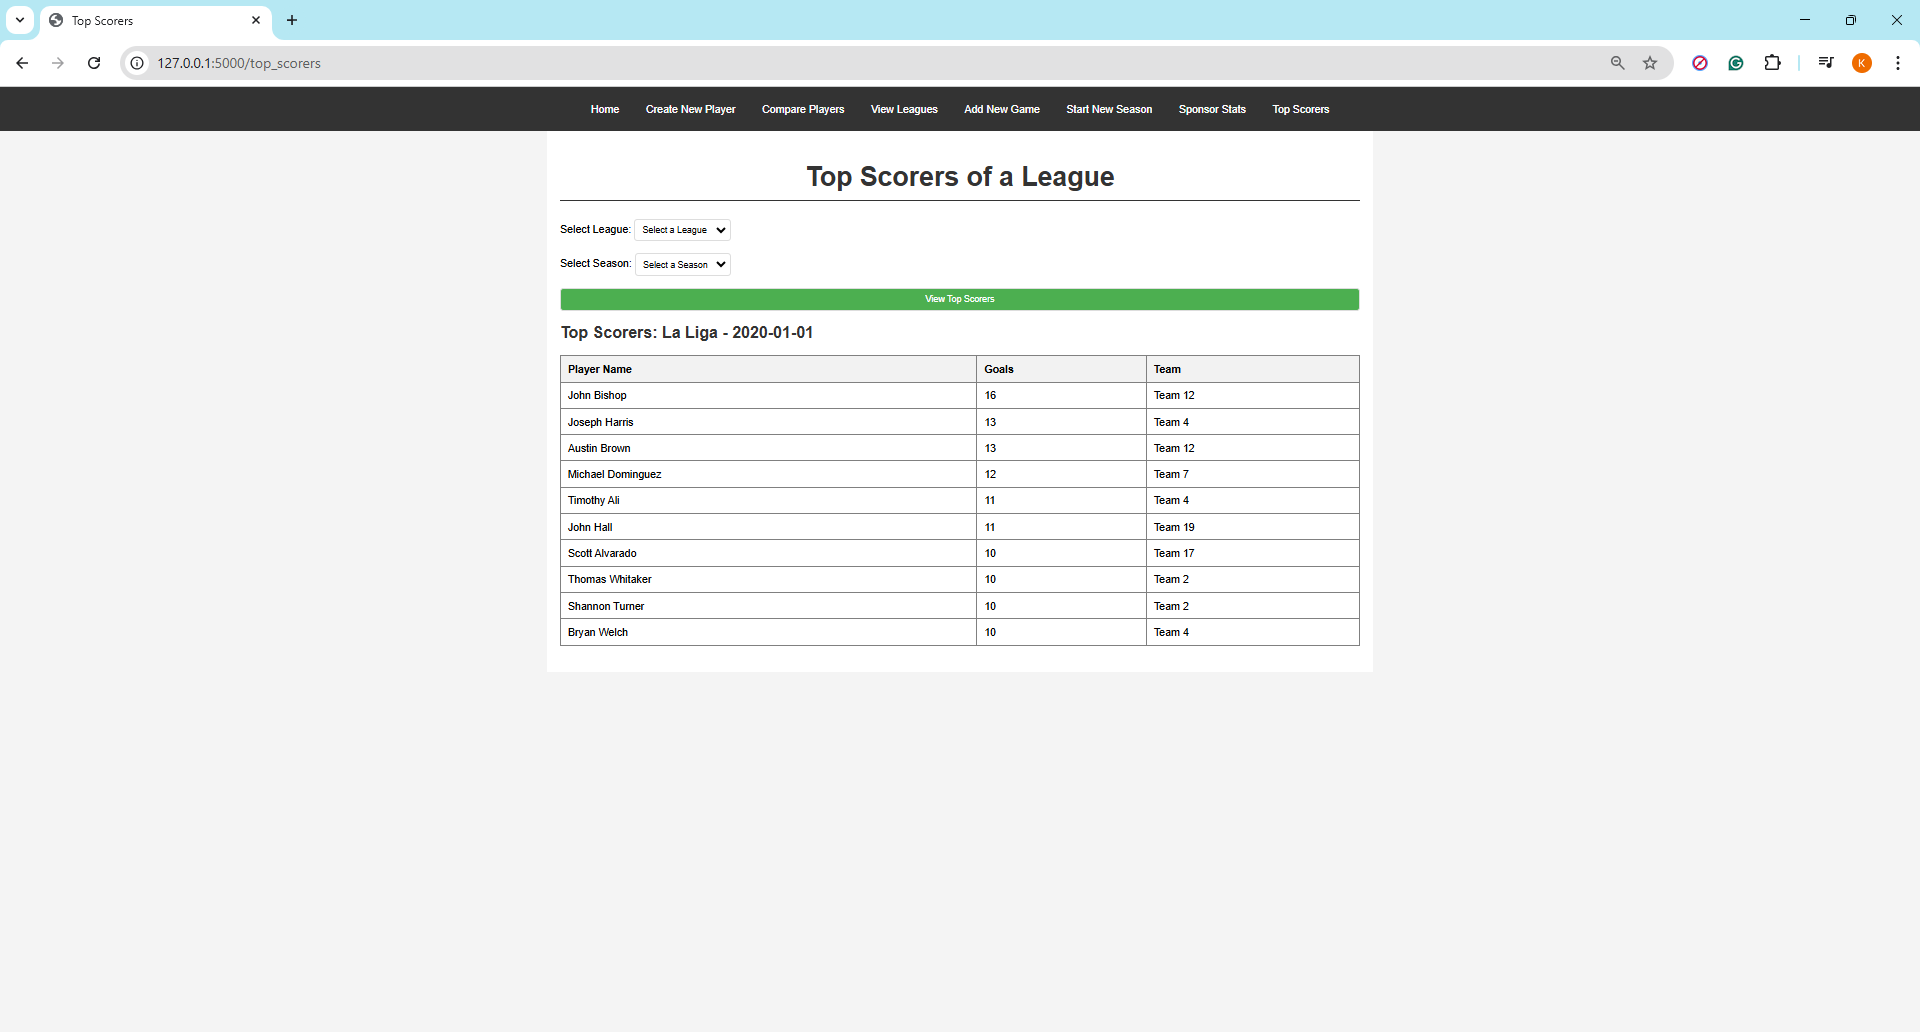 Top Scorers
127.0.0.1:5000/top_scorers
K
Home Create New Player Compare Players View Leagues Add New Game Start New Season Sponsor Stats Top Scorers
Top Scorers of a League
Select League: Select a League
Select Season: Select a Season
View Top Scorers
Top Scorers: La Liga - 2020-01-01
Player Name Goals Team
John Bishop 16 Team 12
Joseph Harris 13 Team 4
Austin Brown 13 Team 12
Michael Dominguez 12 Team 7
Timothy Ali 11 Team 4
John Hall 11 Team 19
Scott Alvarado 10 Team 17
Thomas Whitaker 10 Team 2
Shannon Turner 10 Team 2
Bryan Welch 10 Team 4